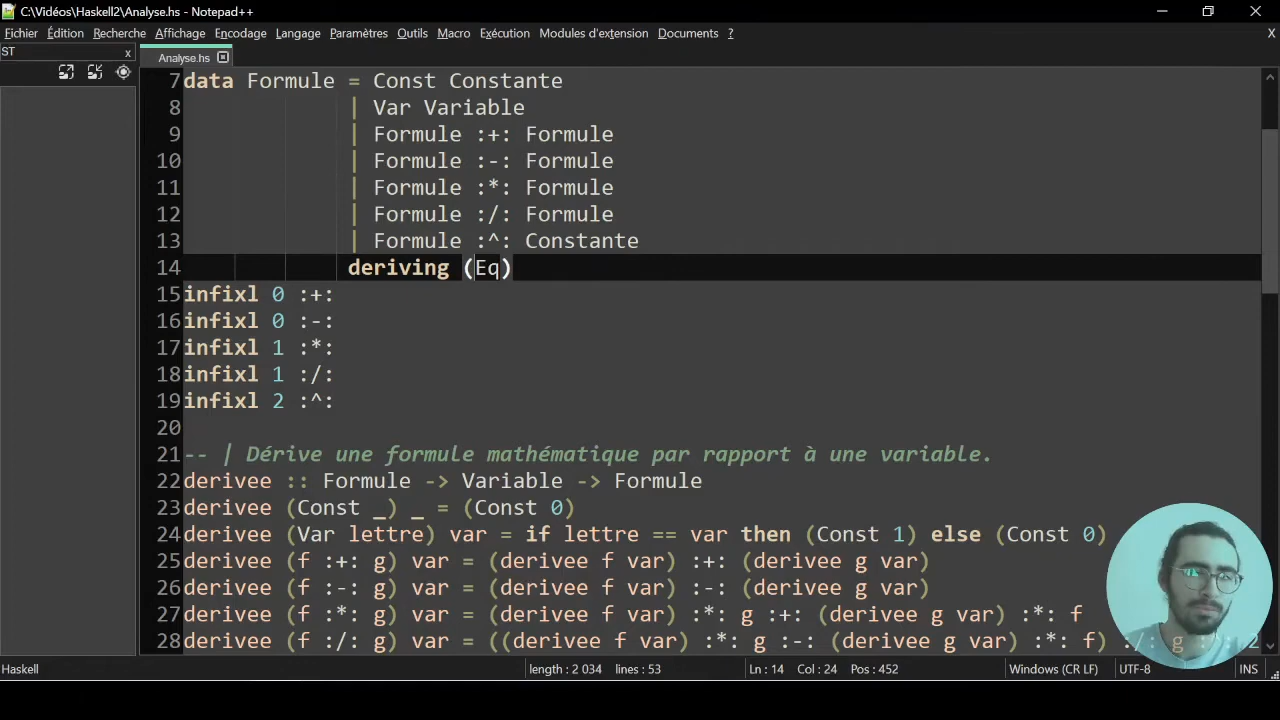 C:\Vidéos\Haskell2\Analyse.hs - Notepad++
Fichier Édition Recherche Affichage Encodage Langage Paramètres Outils Macro Exécution Modules d'extension Documents ? X
ST x
Analyse.hs
7 data Formule = Const Constante
8 | Var Variable
9 | Formule :+: Formule
10 | Formule :-: Formule
11 | Formule :*: Formule
12 | Formule :/: Formule
13 | Formule :^: Constante
14 deriving (Eq)
15 infixl 0 :+:
16 infixl 0 :-:
17 infixl 1 :*:
18 infixl 1 :/:
19 infixl 2 :^:
20
21 -- | Dérive une formule mathématique par rapport à une variable.
22 derivee :: Formule -> Variable -> Formule
23 derivee (Const _) _ = (Const 0)
24 derivee (Var lettre) var = if lettre == var then (Const 1) else (Const 0)
25 derivee (f :+: g) var = (derivee f var) :+: (derivee g var)
26 derivee (f :-: g) var = (derivee f var) :-: (derivee g var)
27 derivee (f :*: g) var = (derivee f var) :*: g :+: (derivee g var) :*: f
28 derivee (f :/: g) var = ((derivee f var) :*: g :-: (derivee g var) :*: f) :/: g 2
Haskell length : 2 034 lines : 53 Ln : 14 Col : 24 Pos : 452 Windows (CR LF) UTF-8 INS